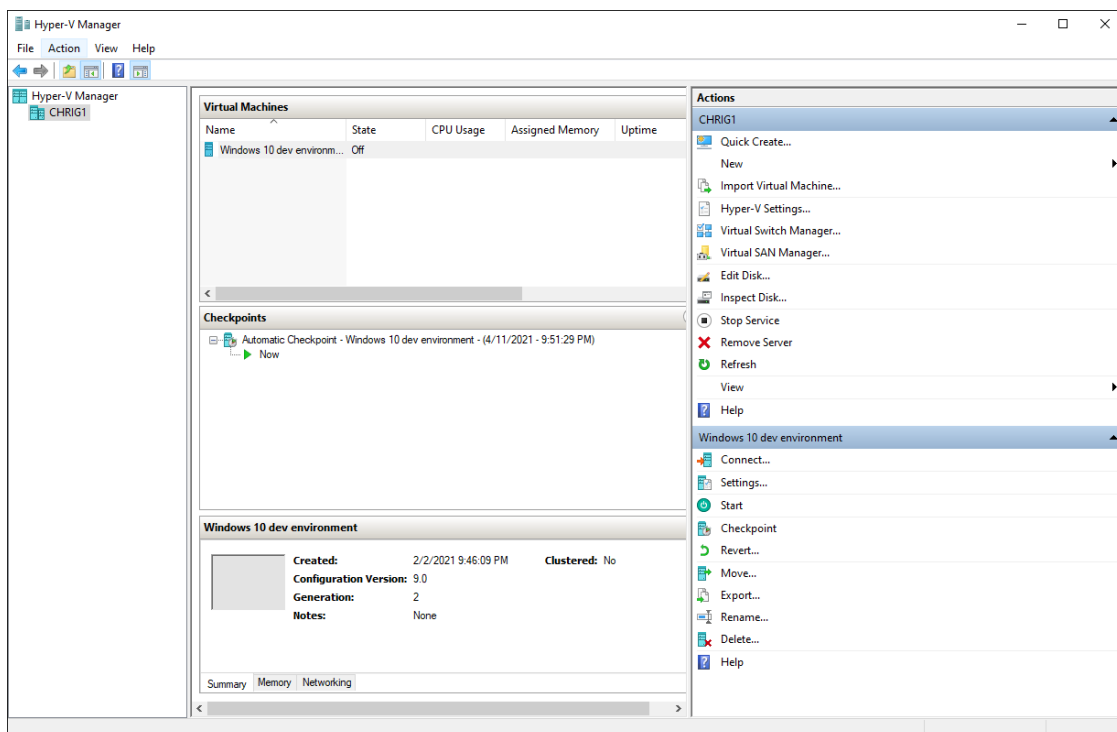 Hyper-V Manager
File Action View Help
Hyper-V Manager
CHRIG1
Virtual Machines
Name State CPU Usage Assigned Memory Uptime
Windows 10 dev environm... Off
Checkpoints
Automatic Checkpoint - Windows 10 dev environment - (4/11/2021 - 9:51:29 PM)
Now
Windows 10 dev environment
Created: 2/2/2021 9:46:09 PM Clustered: No
Configuration Version: 9.0
Generation: 2
Notes: None
Summary Memory Networking
Actions
CHRIG1
Quick Create...
New
Import Virtual Machine...
Hyper-V Settings...
Virtual Switch Manager...
Virtual SAN Manager...
Edit Disk...
Inspect Disk...
Stop Service
Remove Server
Refresh
View
Help
Windows 10 dev environment
Connect...
Settings...
Start
Checkpoint
Revert...
Move...
Export...
Rename...
Delete...
Help